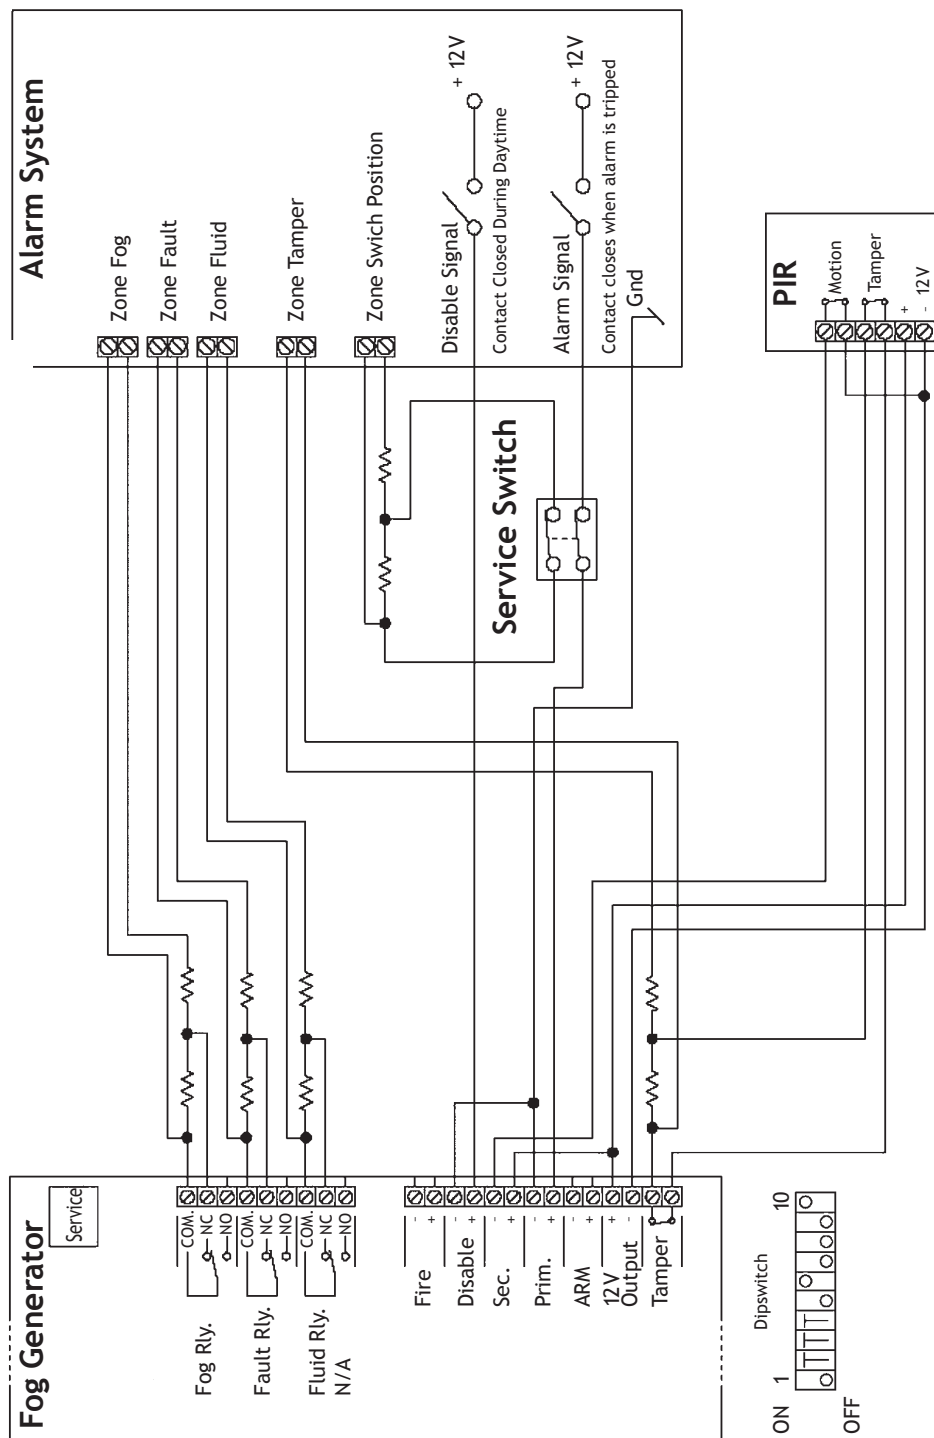 Alarm System
Zone Fog
Zone Fault
Zone Fluid
Zone Tamper
Zone Swich Position
Disable Signal
+ 12V
Contact Closed During Daytime
Alarm Signal
+ 12V
Contact closes when alarm is tripped
Gnd
PIR
Motion
Tamper
+
- 12V
Service Switch
Fog Generator
Service
Fog Rly.
COM.
NC
NO
Fault Rly.
COM.
NC
NO
Fluid Rly.
N/A
COM.
NC
NO
Fire
-
+
Disable
-
+
Sec.
-
+
Prim.
-
+
ARM
-
+
12V
Output
+
-
Tamper
Dipswitch
ON 1 10
OFF